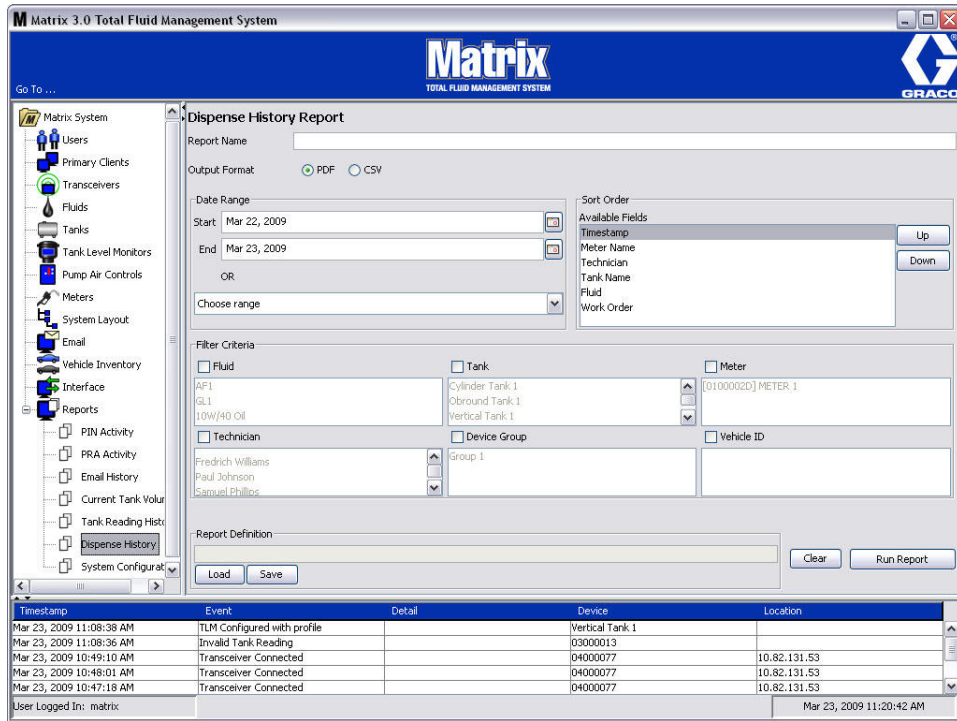 M Matrix 3.0 Total Fluid Management System
Matrix
TOTAL FLUID MANAGEMENT SYSTEM
GRACO
Go To ...
Matrix System
Users
Primary Clients
Transceivers
Fluids
Tanks
Tank Level Monitors
Pump Air Controls
Meters
System Layout
Email
Vehicle Inventory
Interface
Reports
PIN Activity
PRA Activity
Email History
Current Tank Volur
Tank Reading Histo
Dispense History
System Configurat
Dispense History Report
Report Name
Output Format PDF CSV
Date Range
Start Mar 22, 2009
End Mar 23, 2009
OR
Choose range
Sort Order
Available Fields
Timestamp
Meter Name
Technician
Tank Name
Fluid
Work Order
Up
Down
Filter Criteria
Fluid
AF1
GL1
10W/40 Oil
Tank
Cylinder Tank 1
Obround Tank 1
Vertical Tank 1
Meter
[0100002D] METER 1
Technician
Fredrich Williams
Paul Johnson
Samuel Phillips
Device Group
Group 1
Vehicle ID
Report Definition
Load Save
Clear Run Report
Timestamp Event Detail Device Location
Mar 23, 2009 11:08:38 AM TLM Configured with profile Vertical Tank 1
Mar 23, 2009 11:08:36 AM Invalid Tank Reading 03000013
Mar 23, 2009 10:49:10 AM Transceiver Connected 04000077 10.82.131.53
Mar 23, 2009 10:48:01 AM Transceiver Connected 04000077 10.82.131.53
Mar 23, 2009 10:47:18 AM Transceiver Connected 04000077 10.82.131.53
User Logged In: matrix Mar 23, 2009 11:20:42 AM